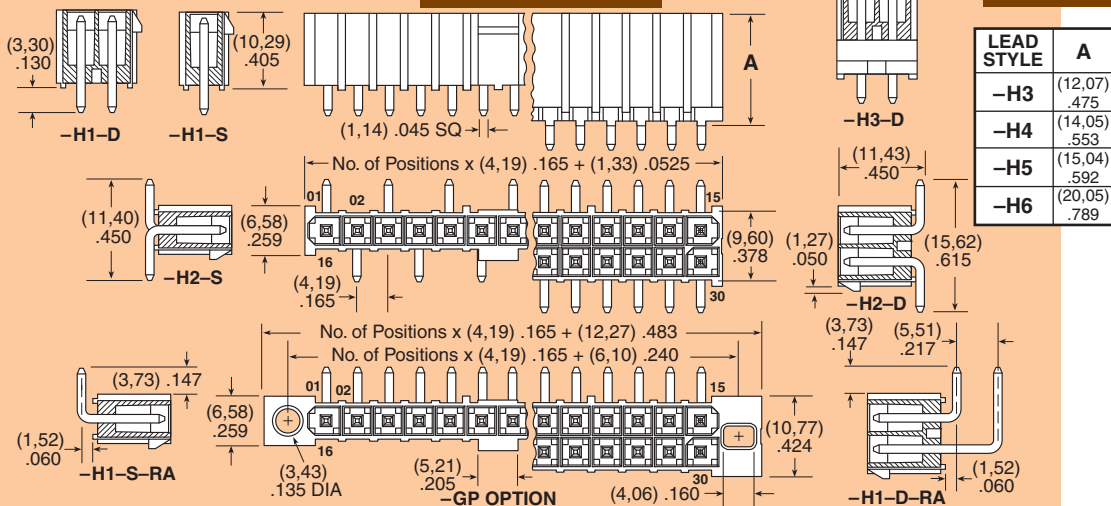 (3,30)
.130
(10,29)
.405
–H1–D
–H1–S
(1,14) .045 SQ
A
–H3–D
LEAD STYLE A
–H3 (12,07) .475
–H4 (14,05) .553
–H5 (15,04) .592
–H6 (20,05) .789
No. of Positions x (4,19) .165 + (1,33) .0525
(11,40)
.450
–H2–S
(6,58)
.259
01
02
15
16
30
(4,19)
.165
(9,60)
.378
(11,43)
.450
(1,27)
.050
(15,62)
.615
–H2–D
No. of Positions x (4,19) .165 + (12,27) .483
No. of Positions x (4,19) .165 + (6,10) .240
(3,73) .147
(1,52)
.060
–H1–S–RA
(6,58)
.259
01
02
15
16
30
(3,43)
.135 DIA
(5,21)
.205
–GP OPTION
(4,06) .160
(10,77)
.424
(3,73)
.147
(5,51)
.217
(1,52)
.060
–H1–D–RA